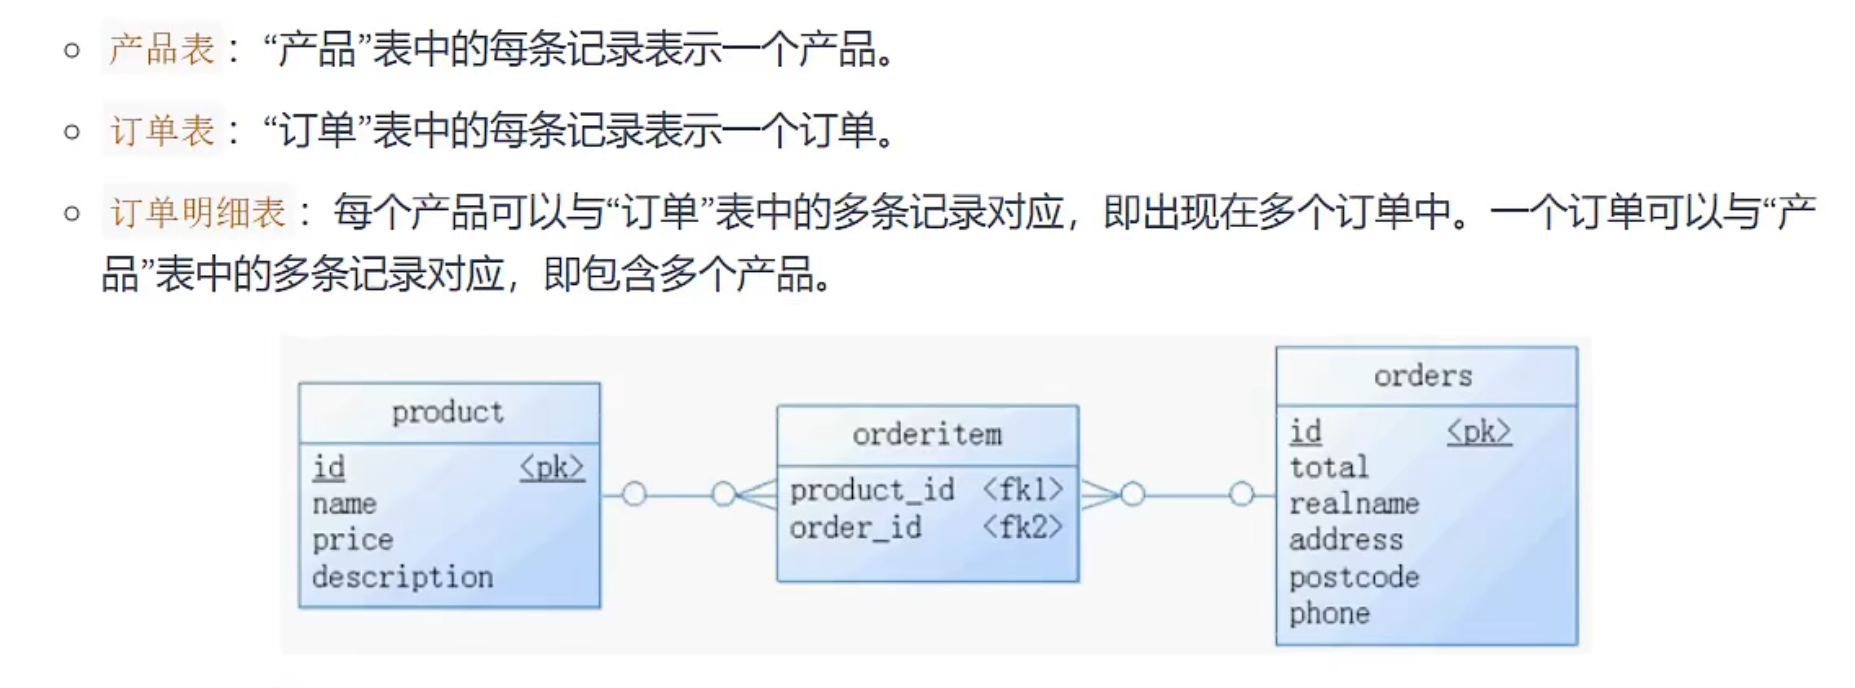 产品表：“产品”表中的每条记录表示一个产品。
订单表：“订单”表中的每条记录表示一个订单。
订单明细表：每个产品可以与“订单”表中的多条记录对应，即出现在多个订单中。一个订单可以与“产
品”表中的多条记录对应，即包含多个产品。
product
id <pk>
name
price
description
orderitem
product_id <fk1>
order_id <fk2>
orders
id <pk>
total
realname
address
postcode
phone